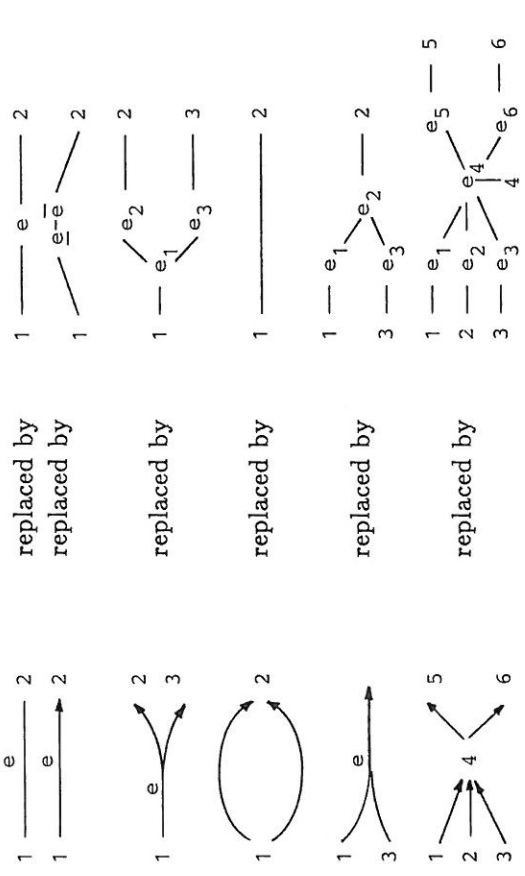 e
1 2 replaced by 1 e 2
e
1 2 replaced by 1 e̲-e̅ 2
2 e₂ 2
1 e replaced by 1 e₁
3 e₃ 3
1 2 replaced by 1 2
1 1 e₁
e replaced by e₂ 2
3 3 e₃
1 5 1 e₁ e₅ 5
2 4 replaced by 2 e₂ e₄
4
3 6 3 e₃ e₆ 6